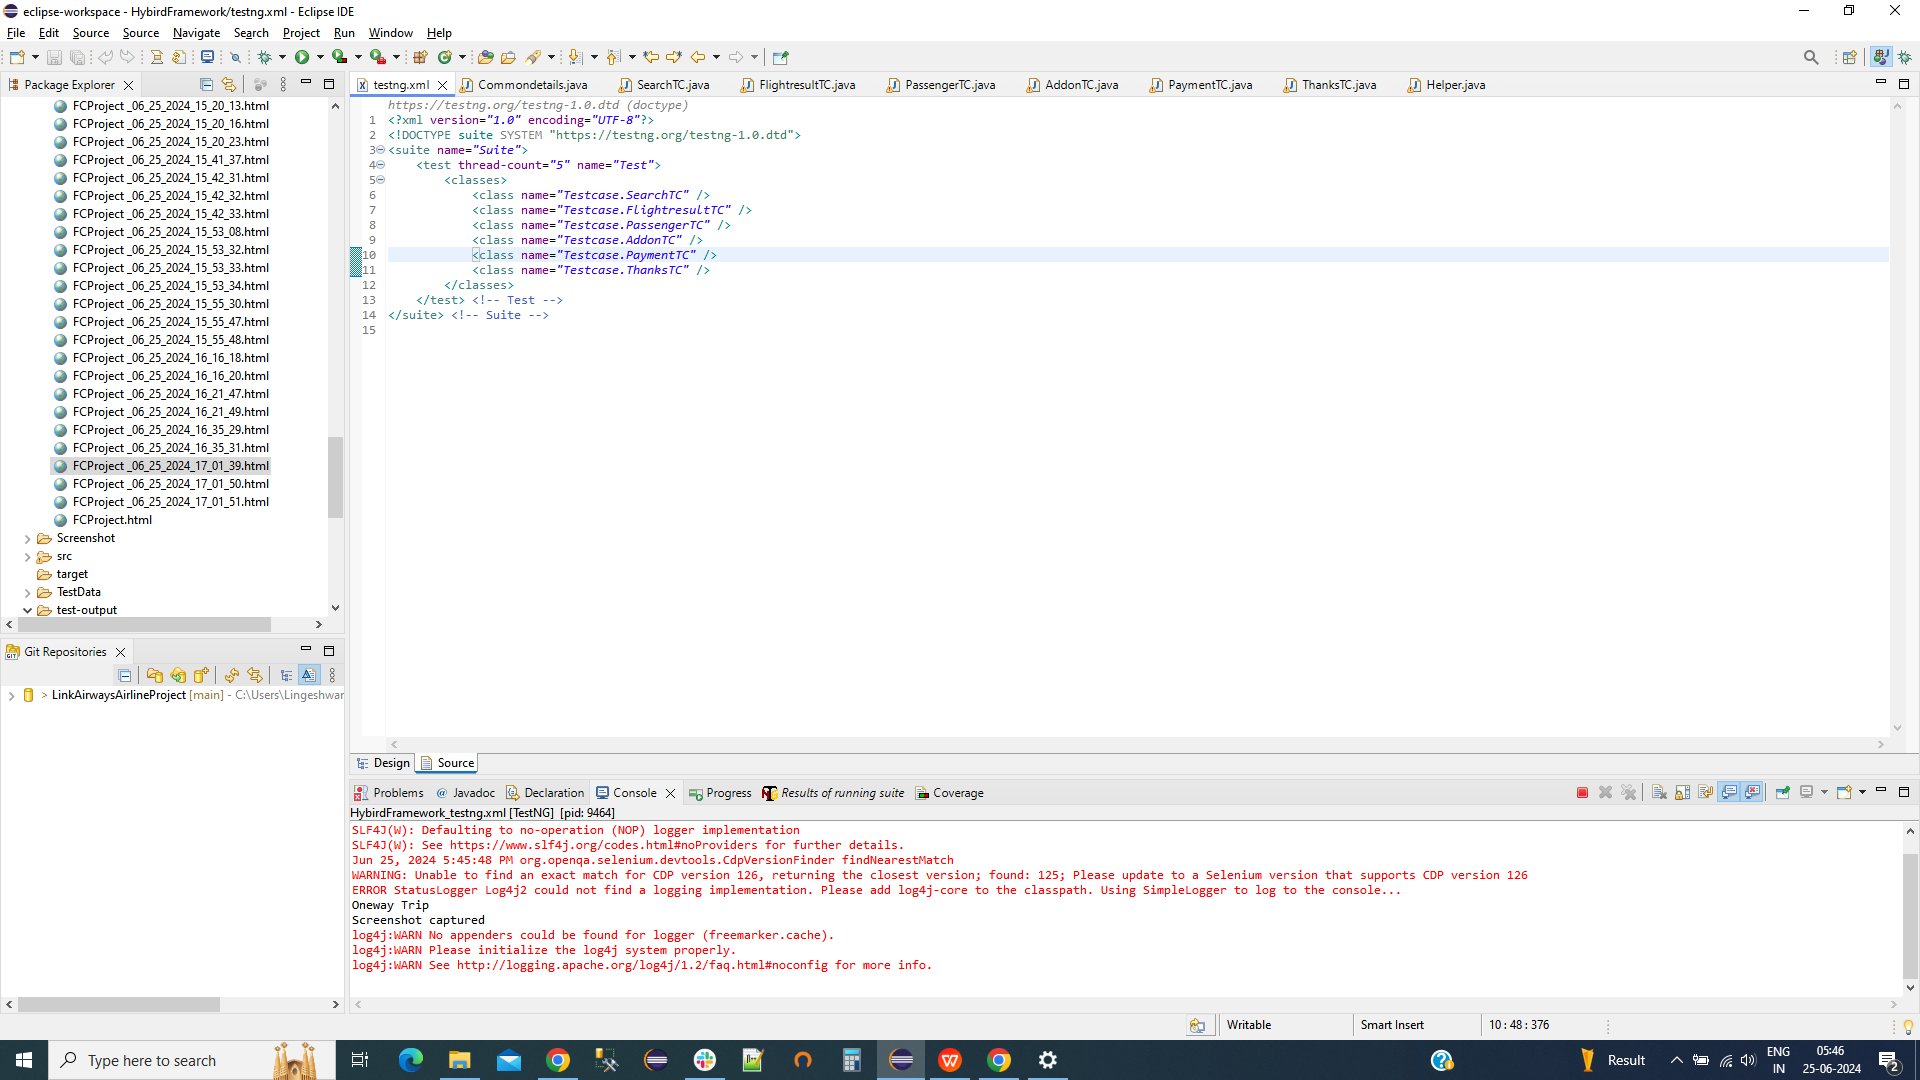 eclipse-workspace - HybirdFramework/testng.xml - Eclipse IDE
File Edit Source Source Navigate Search Project Run Window Help
Package Explorer
testng.xml Commondetails.java SearchTC.java FlightresultTC.java PassengerTC.java AddonTC.java PaymentTC.java ThanksTC.java Helper.java
FCProject _06_25_2024_15_20_13.html
FCProject _06_25_2024_15_20_16.html
FCProject _06_25_2024_15_20_23.html
FCProject _06_25_2024_15_41_37.html
FCProject _06_25_2024_15_42_31.html
FCProject _06_25_2024_15_42_32.html
FCProject _06_25_2024_15_42_33.html
FCProject _06_25_2024_15_53_08.html
FCProject _06_25_2024_15_53_32.html
FCProject _06_25_2024_15_53_33.html
FCProject _06_25_2024_15_53_34.html
FCProject _06_25_2024_15_55_30.html
FCProject _06_25_2024_15_55_47.html
FCProject _06_25_2024_15_55_48.html
FCProject _06_25_2024_16_16_18.html
FCProject _06_25_2024_16_16_20.html
FCProject _06_25_2024_16_21_47.html
FCProject _06_25_2024_16_21_49.html
FCProject _06_25_2024_16_35_29.html
FCProject _06_25_2024_16_35_31.html
FCProject _06_25_2024_17_01_39.html
FCProject _06_25_2024_17_01_50.html
FCProject _06_25_2024_17_01_51.html
FCProject.html
Screenshot
src
target
TestData
test-output
Git Repositories
> LinkAirwaysAirlineProject [main] - C:\Users\Lingeshwar
https://testng.org/testng-1.0.dtd (doctype)
1 <?xml version="1.0" encoding="UTF-8"?>
2 <!DOCTYPE suite SYSTEM "https://testng.org/testng-1.0.dtd">
3 <suite name="Suite">
4 <test thread-count="5" name="Test">
5 <classes>
6 <class name="Testcase.SearchTC" />
7 <class name="Testcase.FlightresultTC" />
8 <class name="Testcase.PassengerTC" />
9 <class name="Testcase.AddonTC" />
10 <class name="Testcase.PaymentTC" />
11 <class name="Testcase.ThanksTC" />
12 </classes>
13 </test> <!-- Test -->
14 </suite> <!-- Suite -->
15
Design Source
Problems @ Javadoc Declaration Console Progress Results of running suite Coverage
HybirdFramework_testng.xml [TestNG] [pid: 9464]
SLF4J(W): Defaulting to no-operation (NOP) logger implementation
SLF4J(W): See https://www.slf4j.org/codes.html#noProviders for further details.
Jun 25, 2024 5:45:48 PM org.openqa.selenium.devtools.CdpVersionFinder findNearestMatch
WARNING: Unable to find an exact match for CDP version 126, returning the closest version; found: 125; Please update to a Selenium version that supports CDP version 126
ERROR StatusLogger Log4j2 could not find a logging implementation. Please add log4j-core to the classpath. Using SimpleLogger to log to the console...
Oneway Trip
Screenshot captured
log4j:WARN No appenders could be found for logger (freemarker.cache).
log4j:WARN Please initialize the log4j system properly.
log4j:WARN See http://logging.apache.org/log4j/1.2/faq.html#noconfig for more info.
Writable Smart Insert 10 : 48 : 376
Type here to search
Result
ENG
IN
05:46
25-06-2024
2